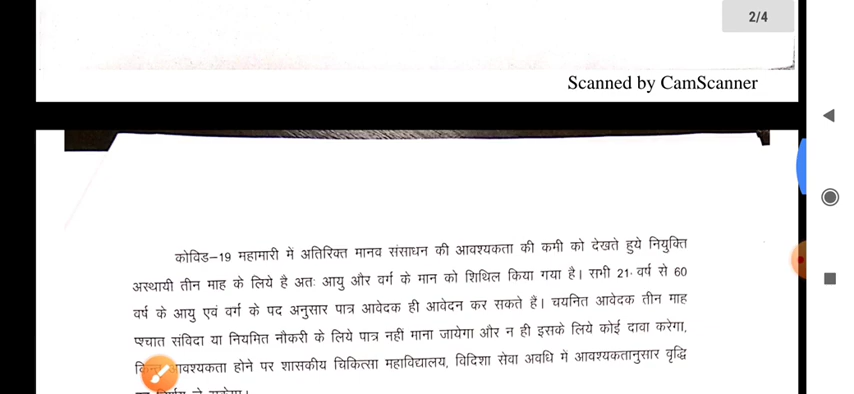 2/4
Scanned by CamScanner
कोविड–19 महामारी में अतिरिक्त मानव संसाधन की आवश्यकता की कमी को देखते हुये नियुक्ति
अस्थायी तीन माह के लिये है अतः आयु और वर्ग के मान को शिथिल किया गया है। राभी 21· वर्ष से 60
वर्ष के आयु एवं वर्ग के पद अनुसार पात्र आवेदक ही आवेदन कर सकते हैं। चयनित आवेदक तीन माह
पश्चात संविदा या नियमित नौकरी के लिये पात्र नहीं माना जायेगा और न ही इसके लिये कोई दावा करेगा,
आवश्यकता होने पर शासकीय चिकित्सा महाविद्यालय, विदिशा सेवा अवधि में आवश्यकतानुसार वृद्धि